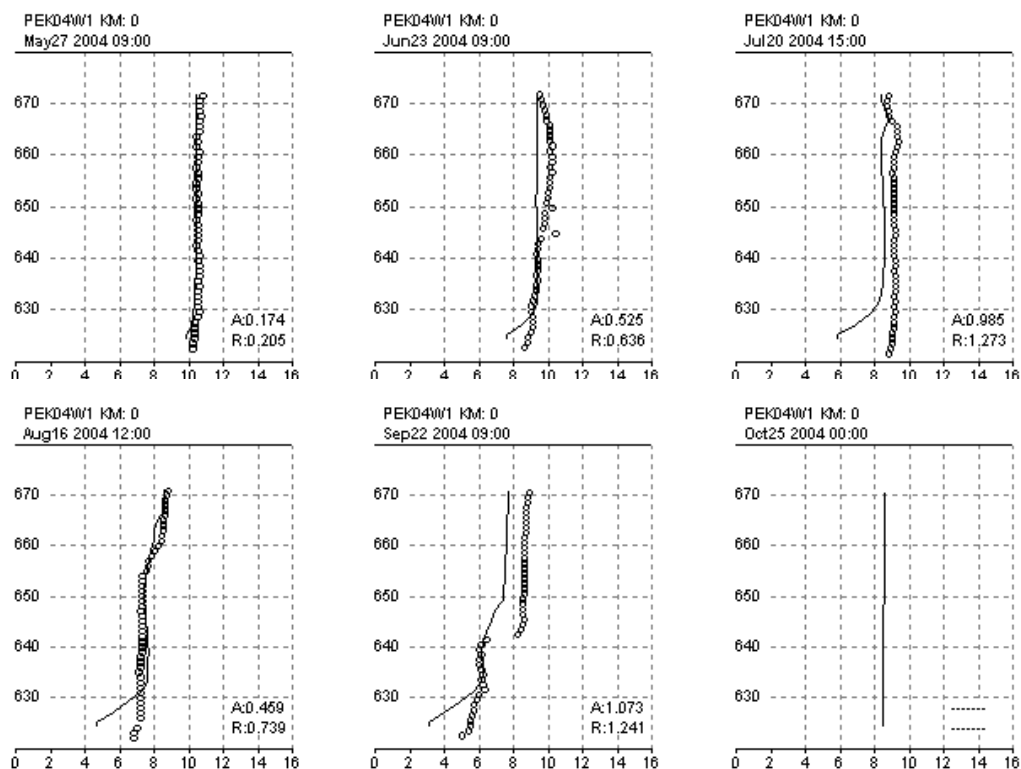 PEK04W1 KM: 0
May27 2004 09:00
670
660
650
640
630
A:0.174
R:0.205
0 2 4 6 8 10 12 14 16
PEK04W1 KM: 0
Jun23 2004 09:00
670
660
650
640
630
A:0.525
R:0.636
0 2 4 6 8 10 12 14 16
PEK04W1 KM: 0
Jul20 2004 15:00
670
660
650
640
630
A:0.985
R:1.273
0 2 4 6 8 10 12 14 16
PEK04W1 KM: 0
Aug16 2004 12:00
670
660
650
640
630
A:0.459
R:0.739
0 2 4 6 8 10 12 14 16
PEK04W1 KM: 0
Sep22 2004 09:00
670
660
650
640
630
A:1.073
R:1.241
0 2 4 6 8 10 12 14 16
PEK04W1 KM: 0
Oct25 2004 00:00
670
660
650
640
630
------
------
0 2 4 6 8 10 12 14 16